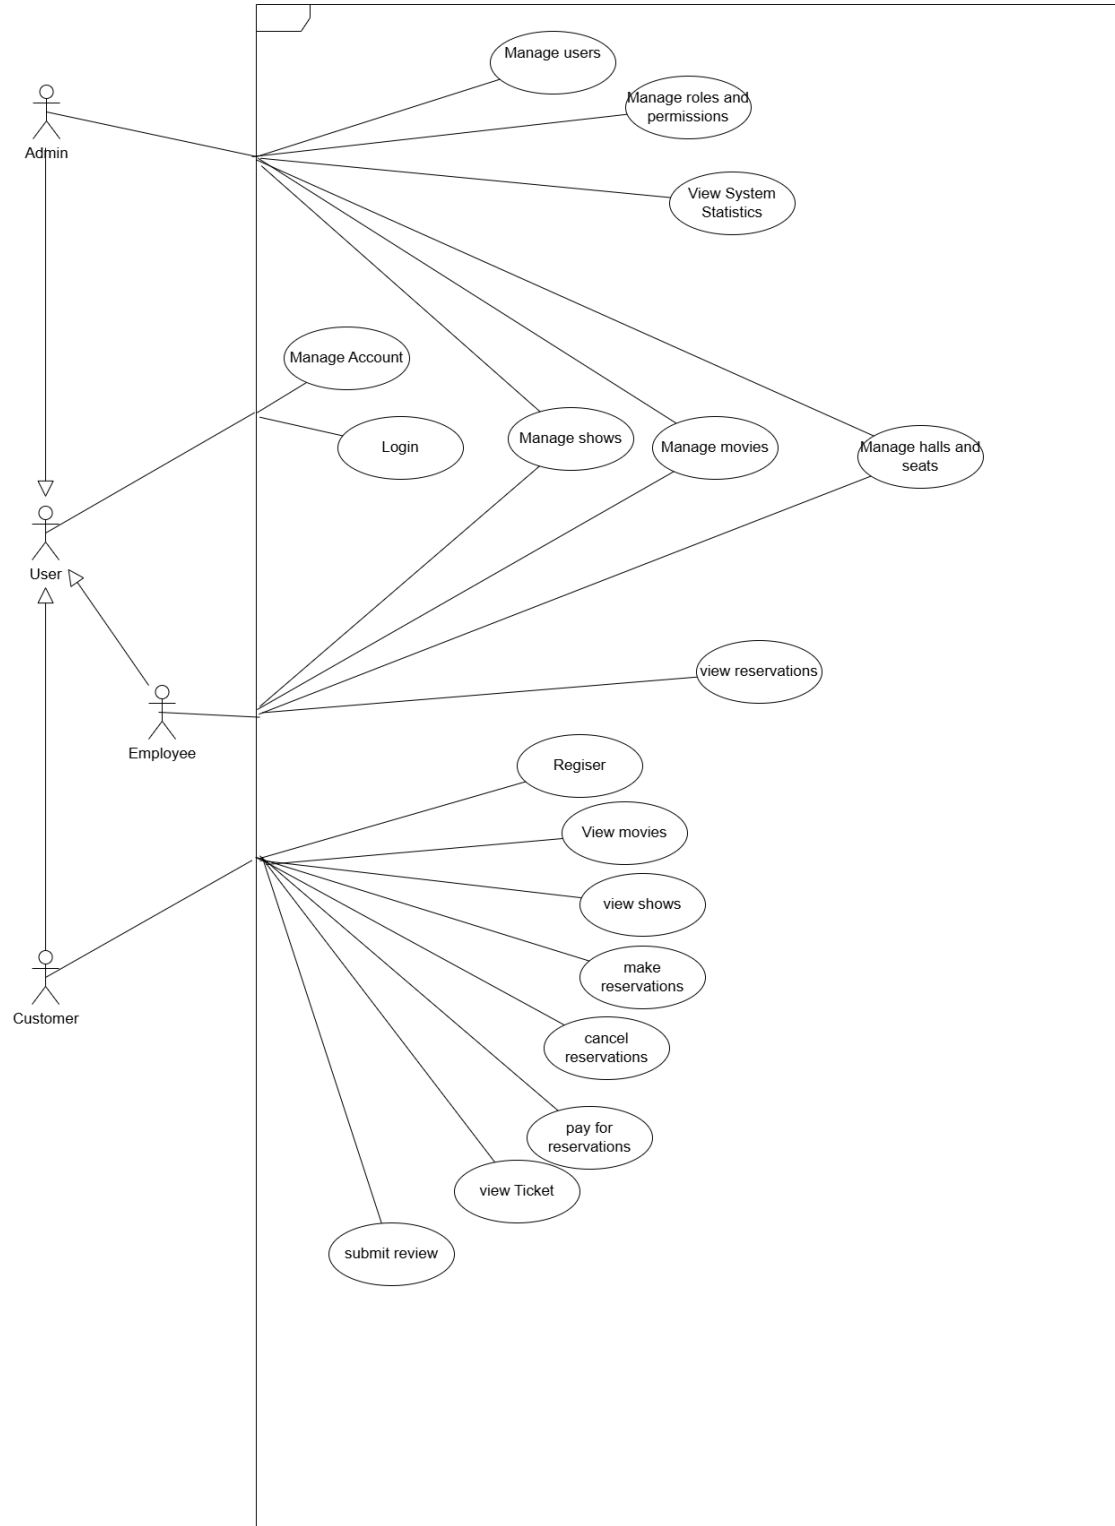 Manage users
Manage roles and
permissions
Admin
View System
Statistics
Manage Account
Login
Manage shows
Manage movies
Manage halls and
seats
User
view reservations
Employee
Regiser
View movies
view shows
make
reservations
Customer
cancel
reservations
pay for
reservations
view Ticket
submit review